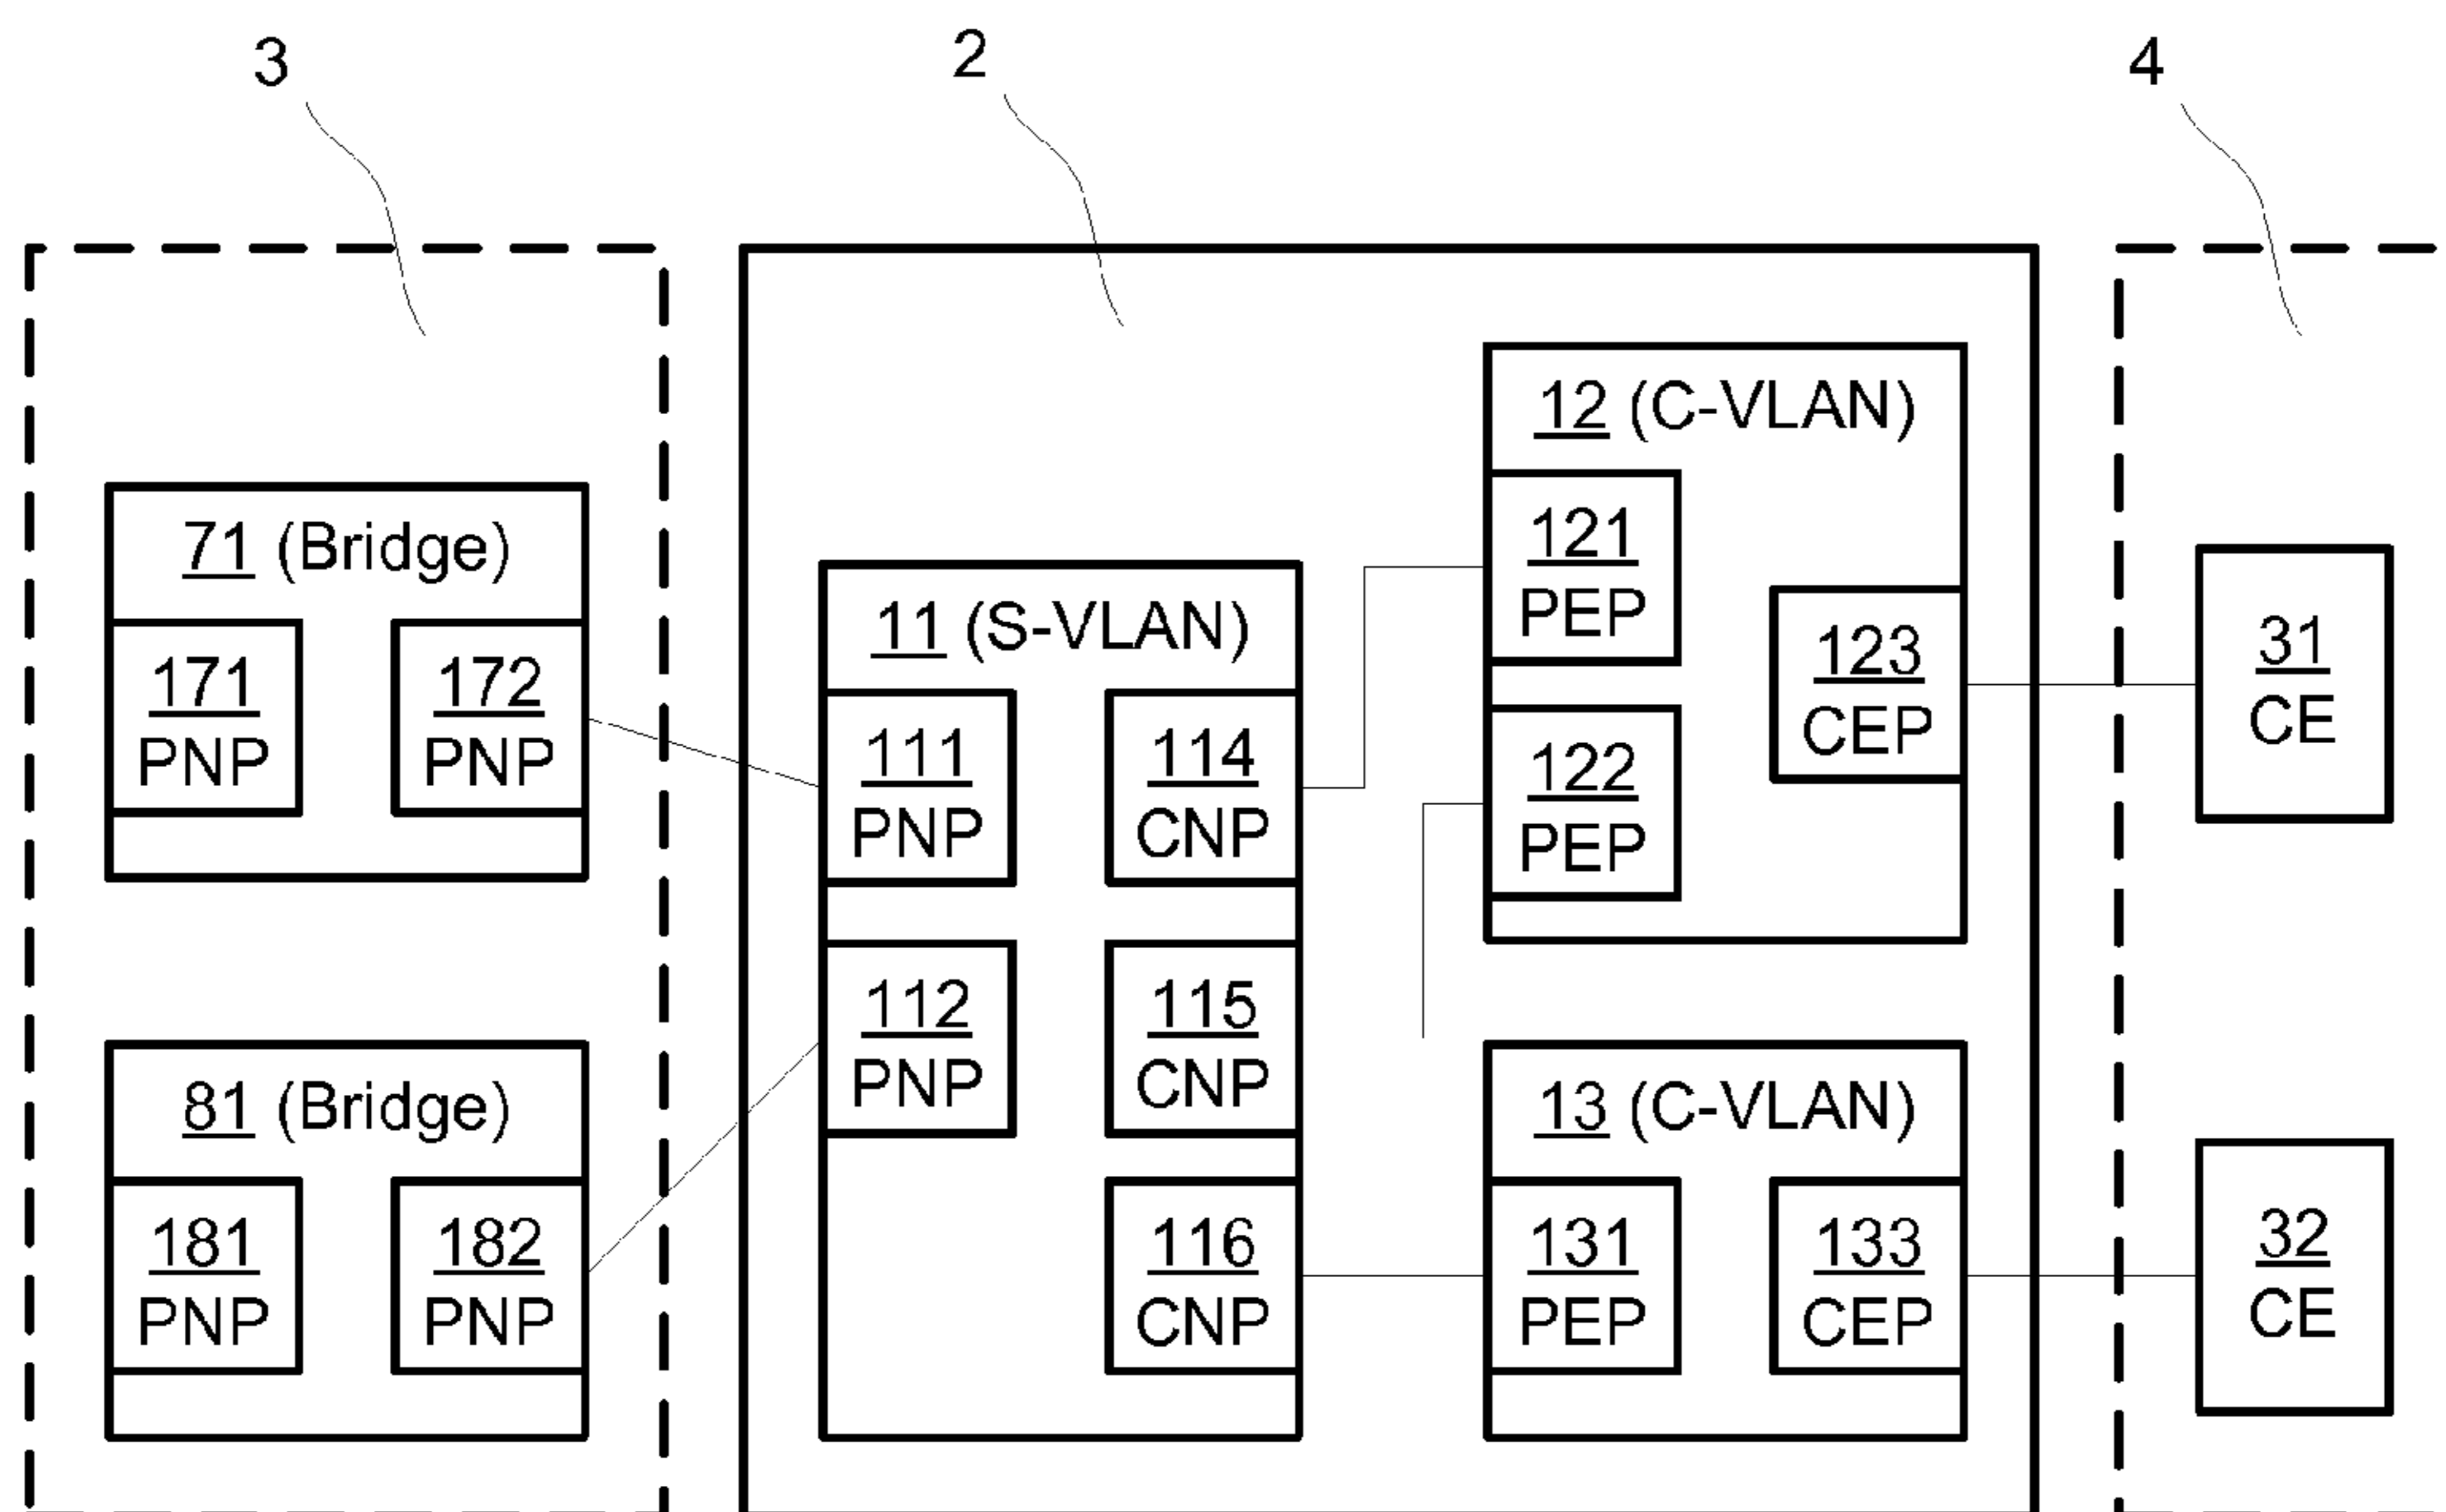 3
2
4
71 (Bridge)
171
PNP
172
PNP
81 (Bridge)
181
PNP
182
PNP
11 (S-VLAN)
111
PNP
114
CNP
112
PNP
115
CNP
116
CNP
12 (C-VLAN)
121
PEP
123
CEP
122
PEP
13 (C-VLAN)
131
PEP
133
CEP
31
CE
32
CE